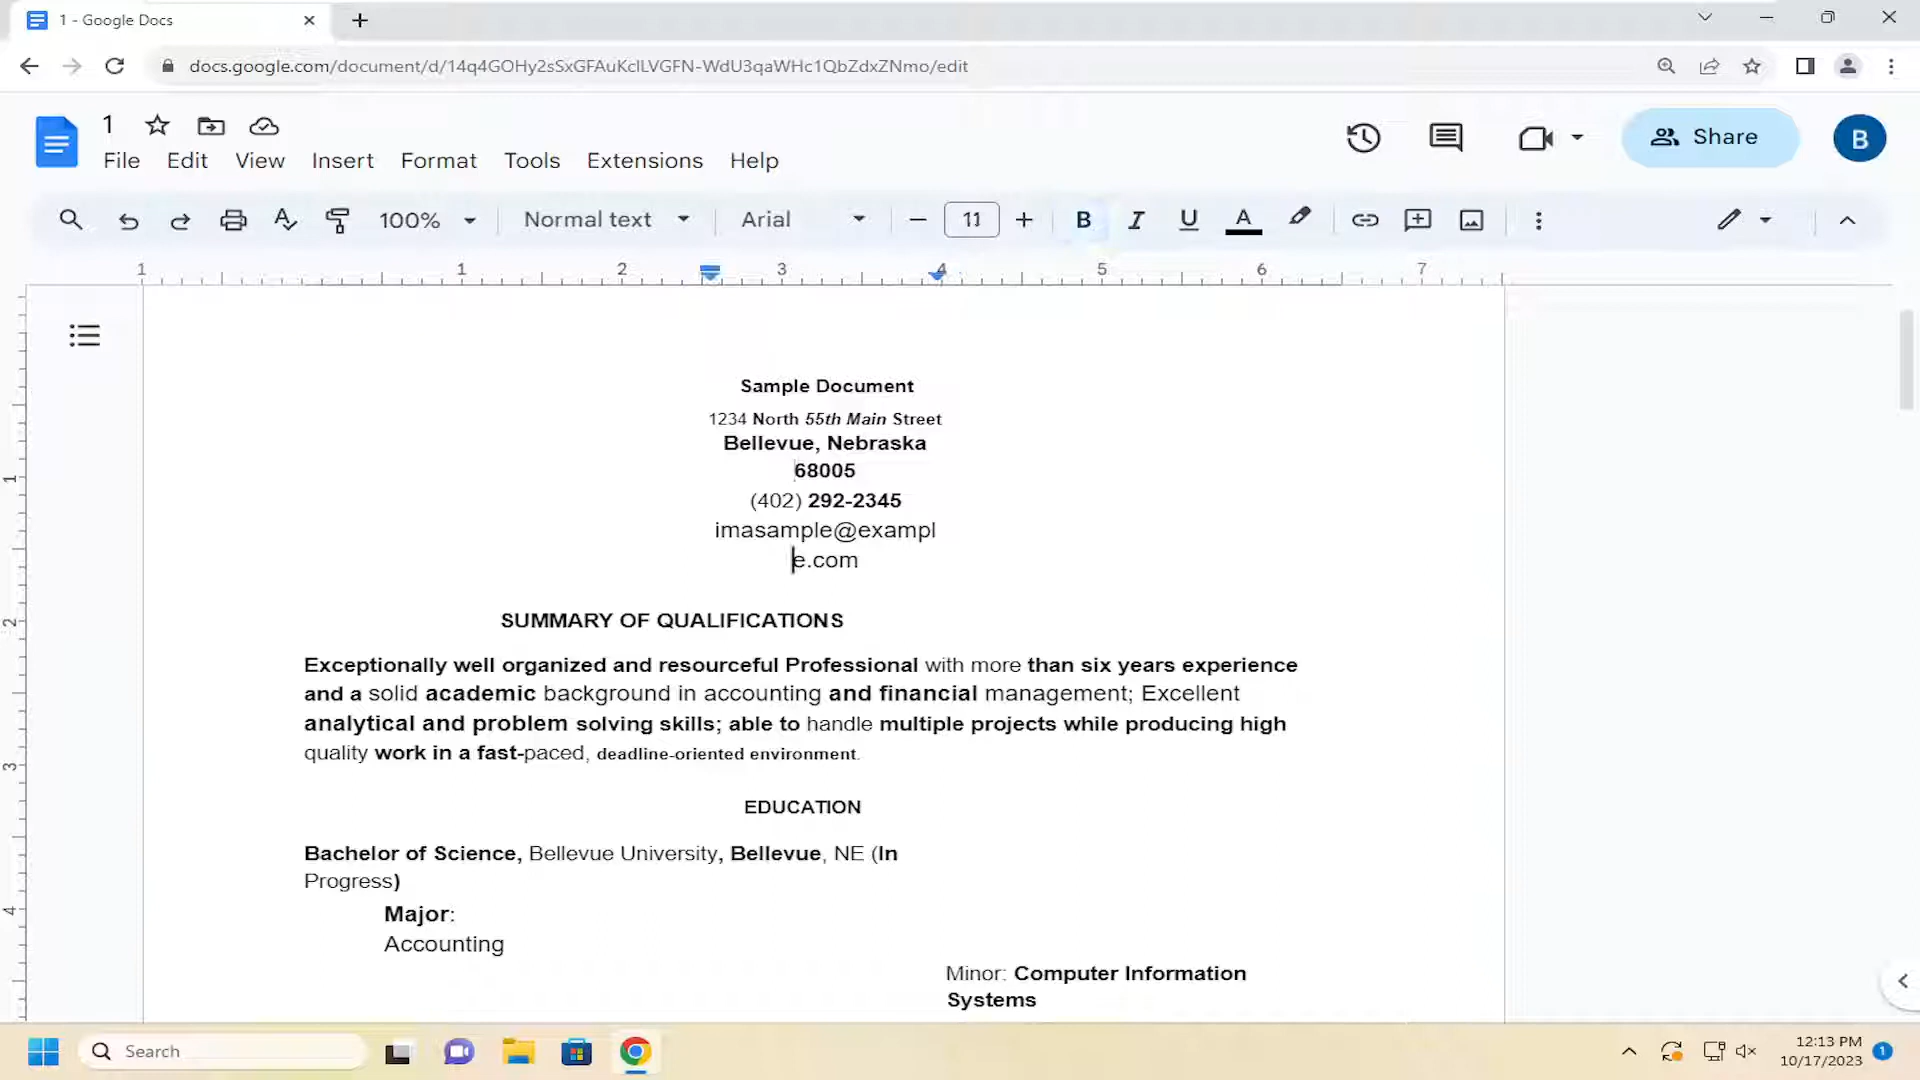 1 - Google Docs
docs.google.com/document/d/14q4GOHy2sSxGFAuKclLVGFN-WdU3qaWHc1QbZdxZNmo/edit
1
File Edit View Insert Format Tools Extensions Help
Share
B
100% Normal text Arial 11 B I U A
1 1 2 3 4 5 6 7
Sample Document
1234 North 55th Main Street
Bellevue, Nebraska
68005
(402) 292-2345
imasample@exampl
e.com
SUMMARY OF QUALIFICATIONS
Exceptionally well organized and resourceful Professional with more than six years experience
and a solid academic background in accounting and financial management; Excellent
analytical and problem solving skills; able to handle multiple projects while producing high
quality work in a fast-paced, deadline-oriented environment.
EDUCATION
Bachelor of Science, Bellevue University, Bellevue, NE (In
Progress)
Major:
Accounting
Minor: Computer Information
Systems
1
2
3
4
Search
12:13 PM
10/17/2023
1